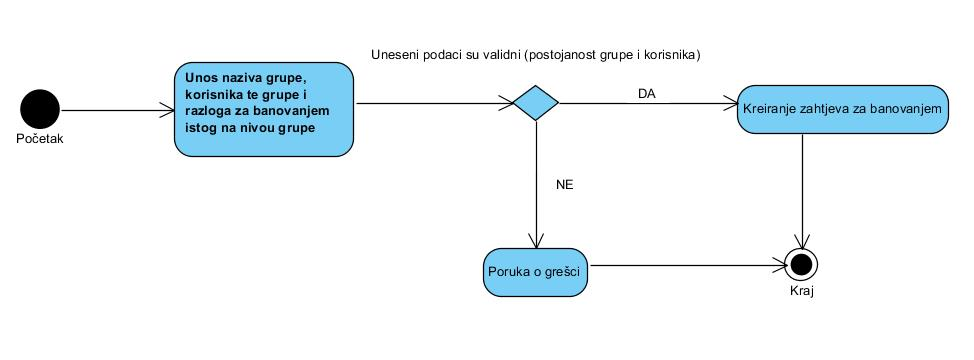 Uneseni podaci su validni (postojanost grupe i korisnika)
Početak
Unos naziva grupe,
korisnika te grupe i
razloga za banovanjem
istog na nivou grupe
DA
Kreiranje zahtjeva za banovanjem
NE
Poruka o grešci
Kraj